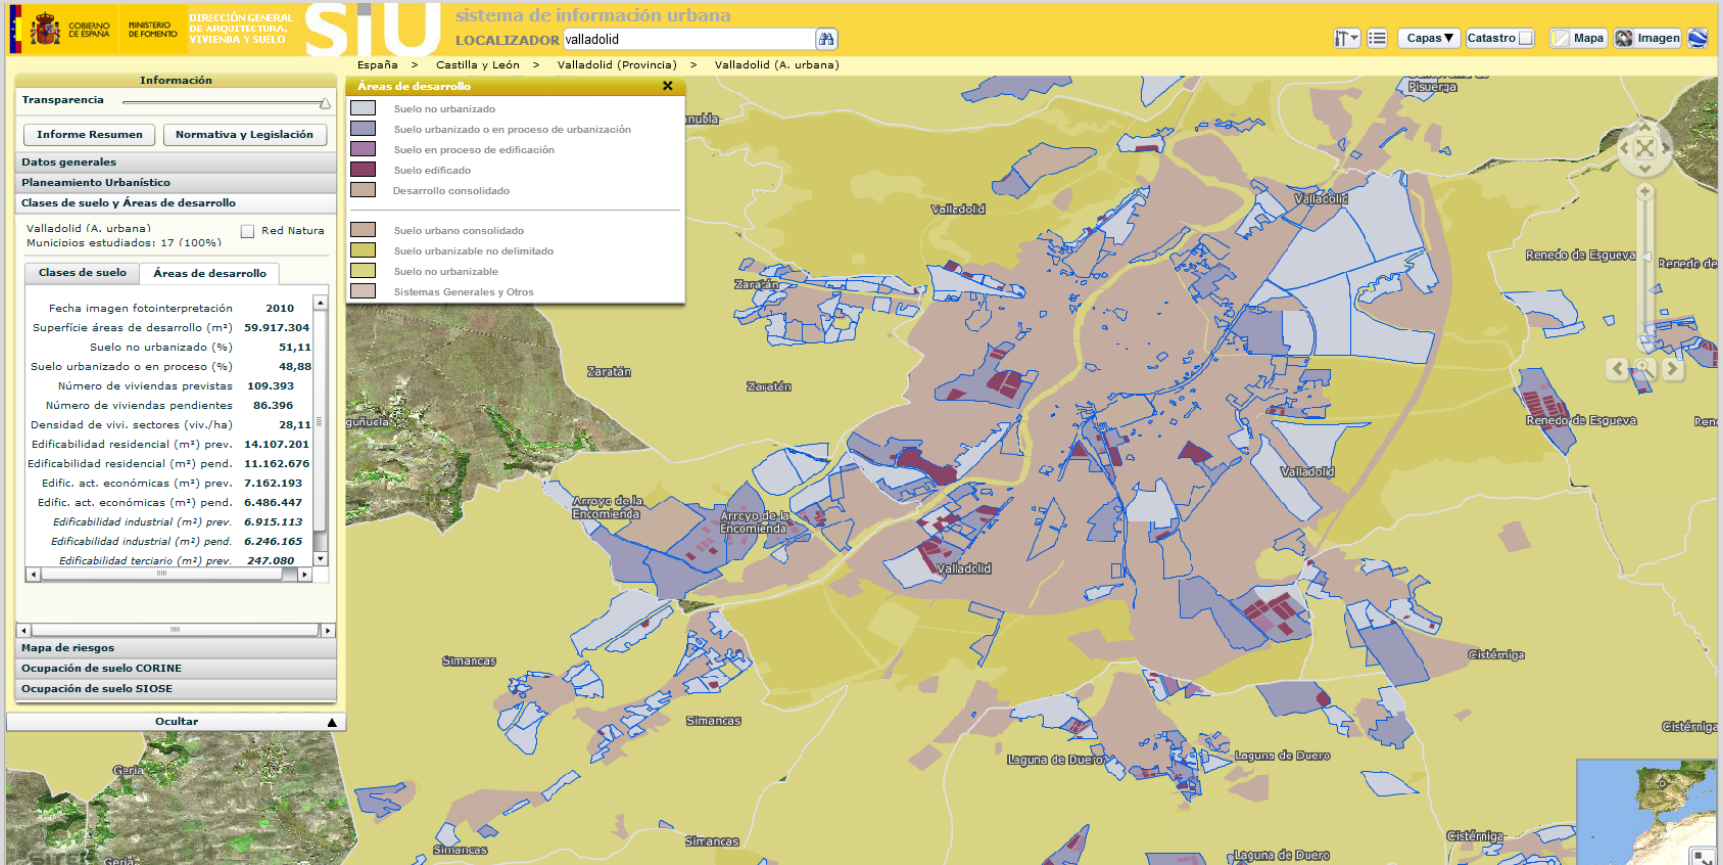 GOBIERNO
DE ESPAÑA
MINISTERIO
DE FOMENTO
DIRECCIÓN GENERAL
DE ARQUITECTURA,
VIVIENDA Y SUELO
SiU
sistema de información urbana
LOCALIZADOR valladolid
Capas▼ Catastro Mapa Imagen
España > Castilla y León > Valladolid (Provincia) > Valladolid (A. urbana)
Información
Transparencia
Informe Resumen Normativa y Legislación
Datos generales
Planeamiento Urbanístico
Clases de suelo y Áreas de desarrollo
Valladolid (A. urbana)
Red Natura
Municipios estudiados: 17 (100%)
Clases de suelo Áreas de desarrollo
Fecha imagen fotointerpretación 2010
Superfície áreas de desarrollo (m²) 59.917.304
Suelo no urbanizado (%) 51,11
Suelo urbanizado o en proceso (%) 48,88
Número de viviendas previstas 109.393
Número de viviendas pendientes 86.396
Densidad de vivi. sectores (viv./ha) 28,11
Edificabilidad residencial (m²) prev. 14.107.201
Edificabilidad residencial (m²) pend. 11.162.676
Edific. act. económicas (m²) prev. 7.162.193
Edific. act. económicas (m²) pend. 6.486.447
Edificabilidad industrial (m²) prev. 6.915.113
Edificabilidad industrial (m²) pend. 6.246.165
Edificabilidad terciario (m²) prev. 247.080
Mapa de riesgos
Ocupación de suelo CORINE
Ocupación de suelo SIOSE
Ocultar
Áreas de desarrollo
Suelo no urbanizado
Suelo urbanizado o en proceso de urbanización
Suelo en proceso de edificación
Suelo edificado
Desarrollo consolidado
Suelo urbano consolidado
Suelo urbanizable no delimitado
Suelo no urbanizable
Sistemas Generales y Otros
Pisuerga
Valladolid
Valladolid
Renedo de Esgueva
Renedo de
Zaratán
Zaratán
Zaratán
Renedo de Esgueva
Valladolid
Arroyo de la
Encomienda
Arroyo de la
Encomienda
Valladolid
Simancas
Cistérniga
Simancas
Cistérniga
Laguna de Duero
Laguna de Duero
Geria
Simancas
Cistérniga
Simancas
Laguna de Duero
Geria